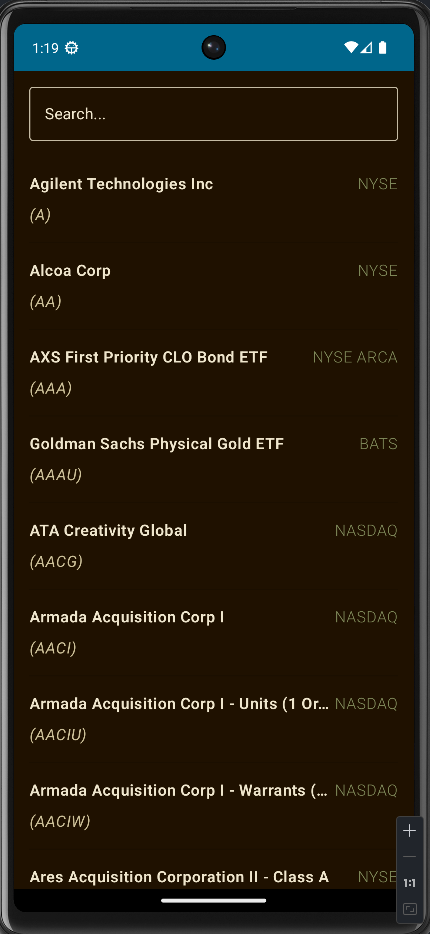 1:19
Search...
Agilent Technologies Inc NYSE
(A)
Alcoa Corp NYSE
(AA)
AXS First Priority CLO Bond ETF NYSE ARCA
(AAA)
Goldman Sachs Physical Gold ETF BATS
(AAAU)
ATA Creativity Global NASDAQ
(AACG)
Armada Acquisition Corp I NASDAQ
(AACI)
Armada Acquisition Corp I - Units (1 Or... NASDAQ
(AACIU)
Armada Acquisition Corp I - Warrants (... NASDAQ
(AACIW)
Ares Acquisition Corporation II - Class A NYSE
1:1